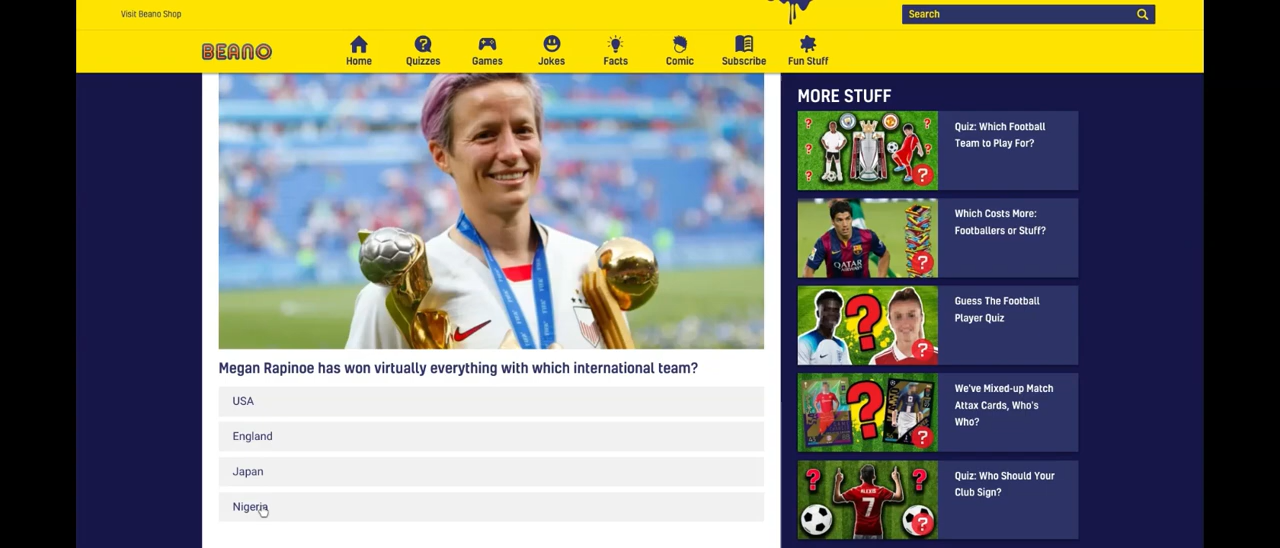 Visit Beano Shop
Search
BEANO
Home
Quizzes
Games
Jokes
Facts
Comic
Subscribe
Fun Stuff
MORE STUFF
Quiz: Which Football
Team to Play For?
Which Costs More:
Footballers or Stuff?
QATAR
Guess The Football
Player Quiz
We've Mixed-up Match
Attax Cards, Who's
Who?
Quiz: Who Should Your
Club Sign?
ALEXIS
7
Megan Rapinoe has won virtually everything with which international team?
USA
England
Japan
Nigeria